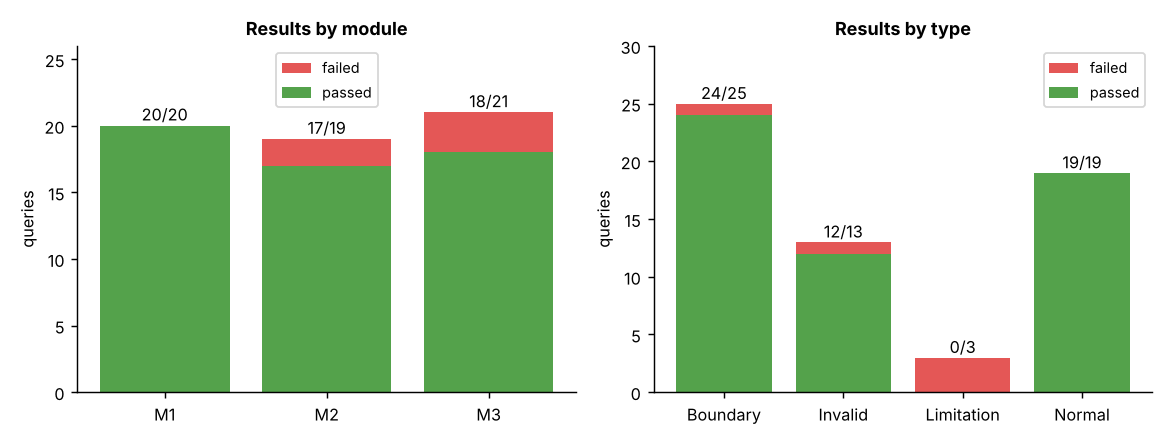 Results by module
failed
passed
20/20
17/19
18/21
queries
0
5
10
15
20
25
M1
M2
M3
Results by type
failed
passed
24/25
12/13
0/3
19/19
queries
0
5
10
15
20
25
30
Boundary
Invalid
Limitation
Normal